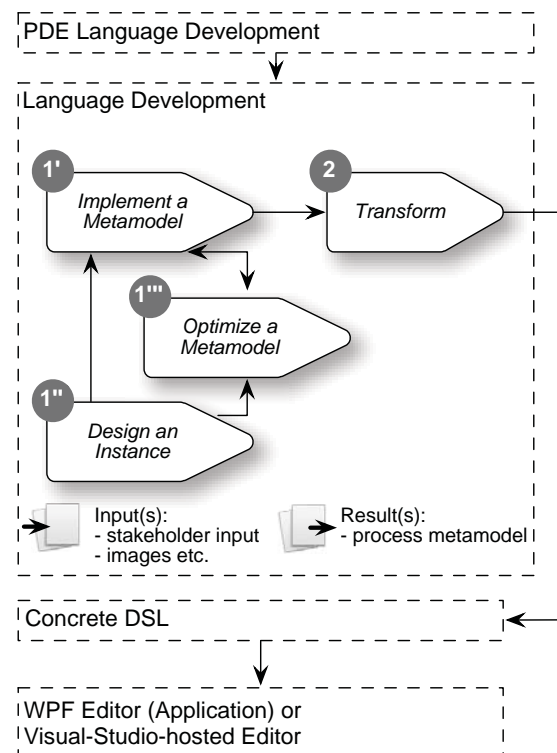 PDE Language Development
Language Development
1'
Implement a
Metamodel
2
Transform
1'''
Optimize a
Metamodel
1''
Design an
Instance
Input(s):
- stakeholder input
- images etc.
Result(s):
- process metamodel
Concrete DSL
WPF Editor (Application) or
Visual-Studio-hosted Editor